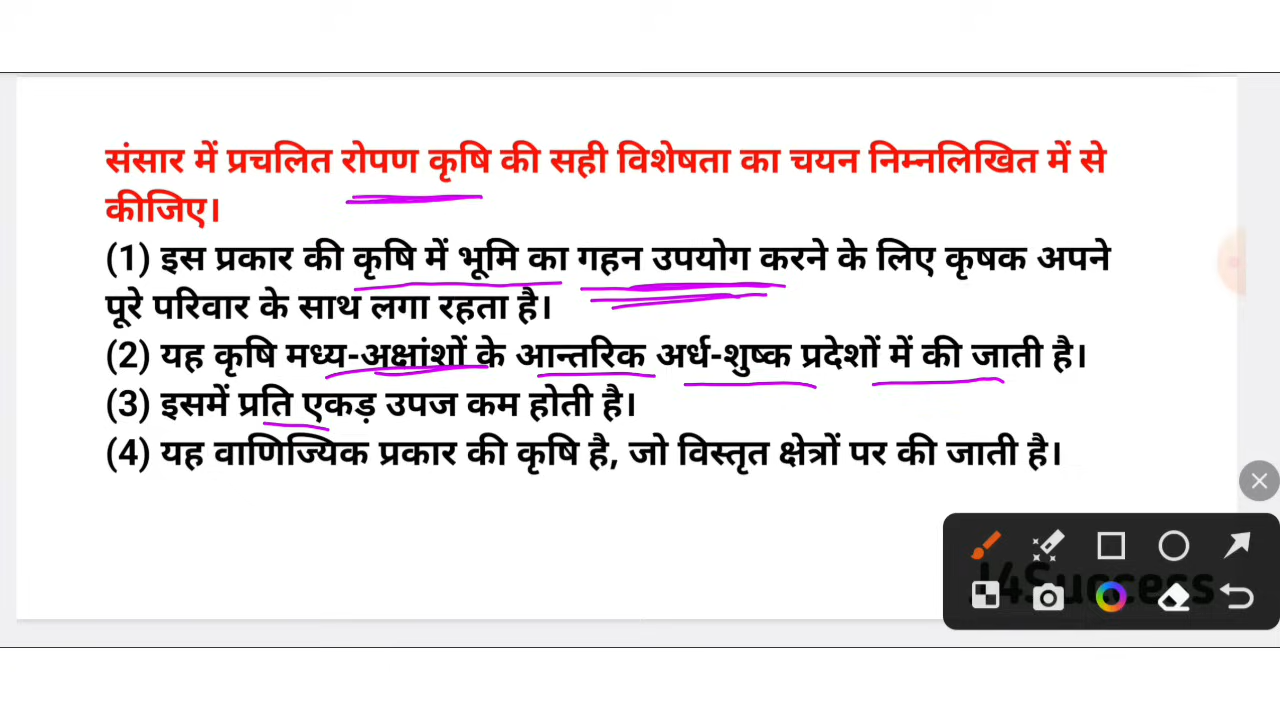 संसार में प्रचलित रोपण कृषि की सही विशेषता का चयन निम्नलिखित में से
कीजिए।
(1) इस प्रकार की कृषि में भूमि का गहन उपयोग करने के लिए कृषक अपने
पूरे परिवार के साथ लगा रहता है।
(2) यह कृषि मध्य-अक्षांशों के आन्तरिक अर्ध-शुष्क प्रदेशों में की जाती है।
(3) इसमें प्रति एकड़ उपज कम होती है।
(4) यह वाणिज्यिक प्रकार की कृषि है, जो विस्तृत क्षेत्रों पर की जाती है।